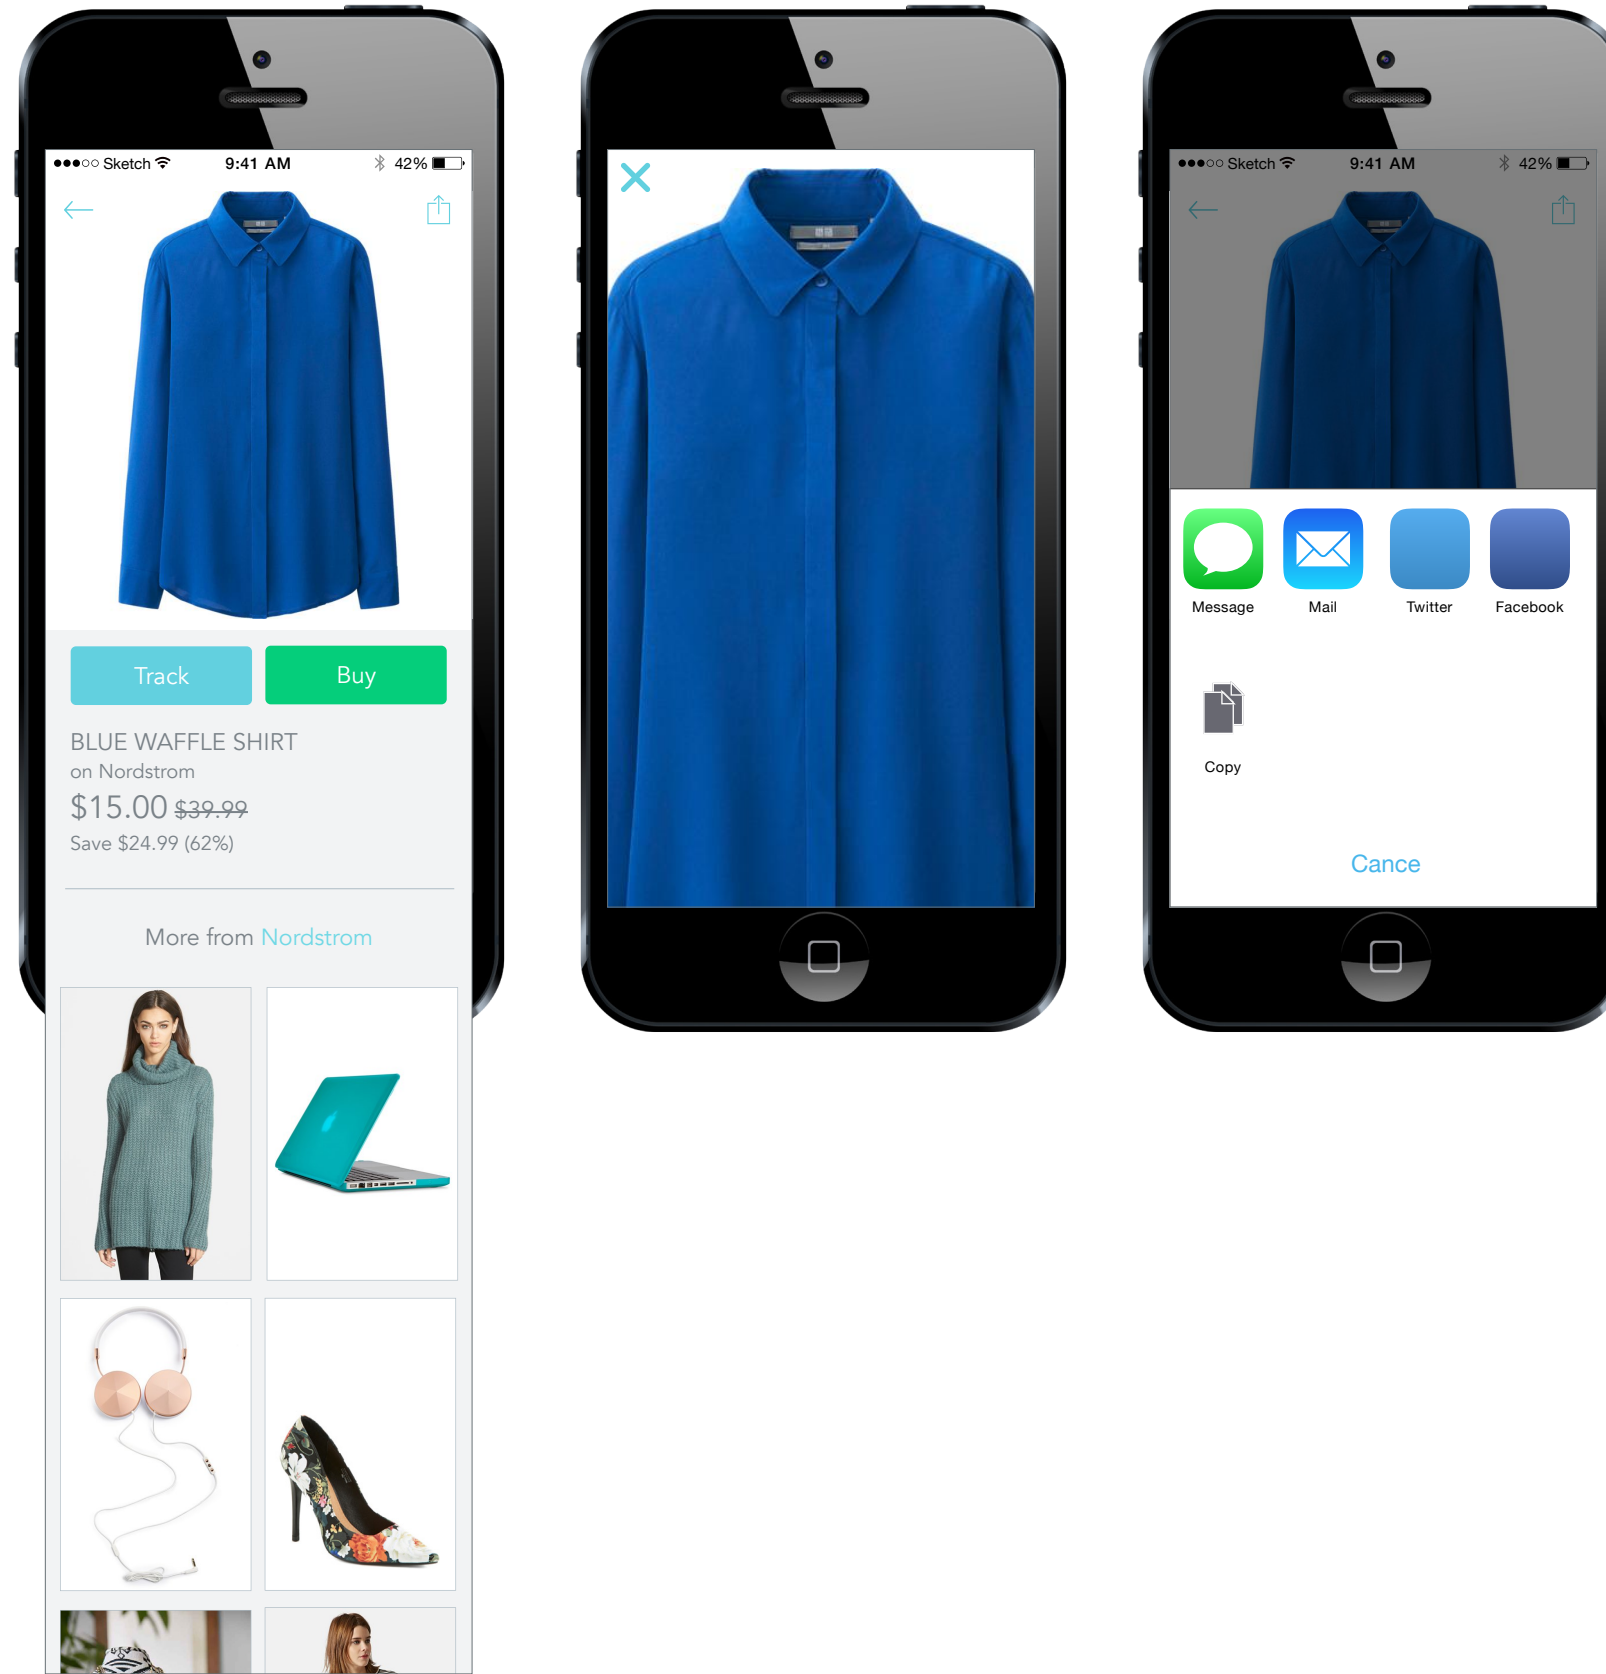 Sketch 9:41 AM 42%
Track Buy
BLUE WAFFLE SHIRT
on Nordstrom
$15.00 $39.99
Save $24.99 (62%)
More from Nordstrom
Sketch 9:41 AM 42%
Message Mail Twitter Facebook
Copy
Cance